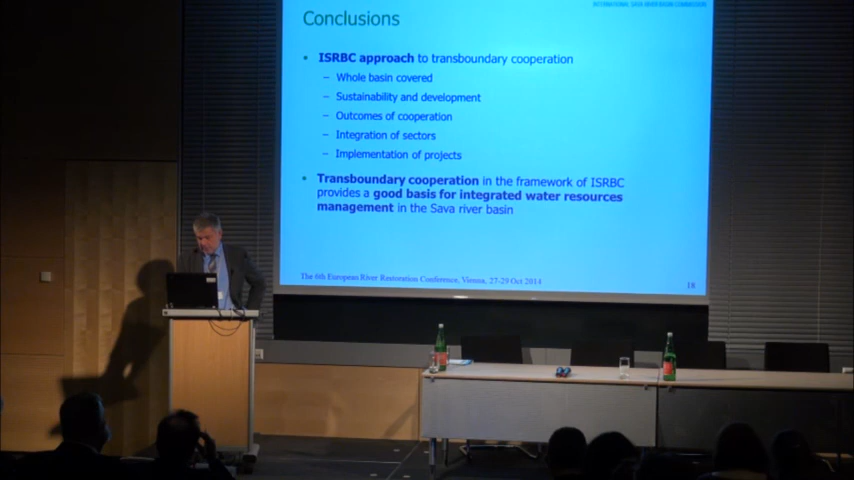 INTERNATIONAL SAVA RIVER BASIN COMMISSION
Conclusions
• ISRBC approach to transboundary cooperation
– Whole basin covered
– Sustainability and development
– Outcomes of cooperation
– Integration of sectors
– Implementation of projects
• Transboundary cooperation in the framework of ISRBC
provides a good basis for integrated water resources
management in the Sava river basin
The 6th European River Restoration Conference, Vienna, 27-29 Oct 2014
18